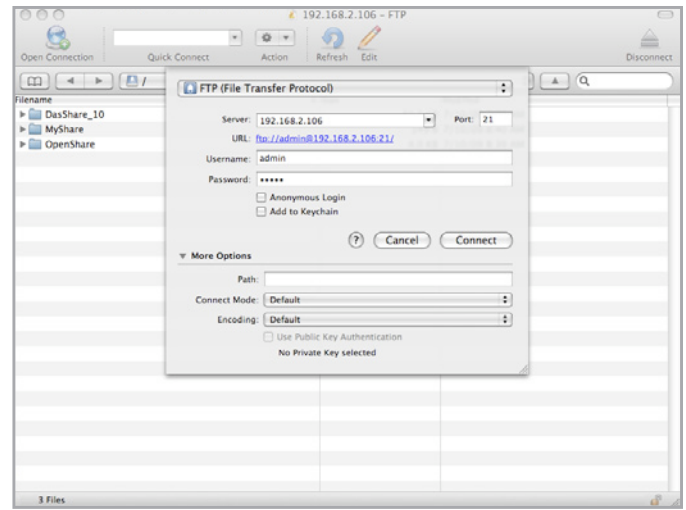 192.168.2.106 – FTP
Open Connection Quick Connect Action Refresh Edit Disconnect
/
Filename
DasShare_10
MyShare
OpenShare
FTP (File Transfer Protocol)
Server: 192.168.2.106 Port: 21
URL: ftp://admin@192.168.2.106:21/
Username: admin
Password: •••••
Anonymous Login
Add to Keychain
? Cancel Connect
More Options
Path:
Connect Mode: Default
Encoding: Default
Use Public Key Authentication
No Private Key selected
3 Files